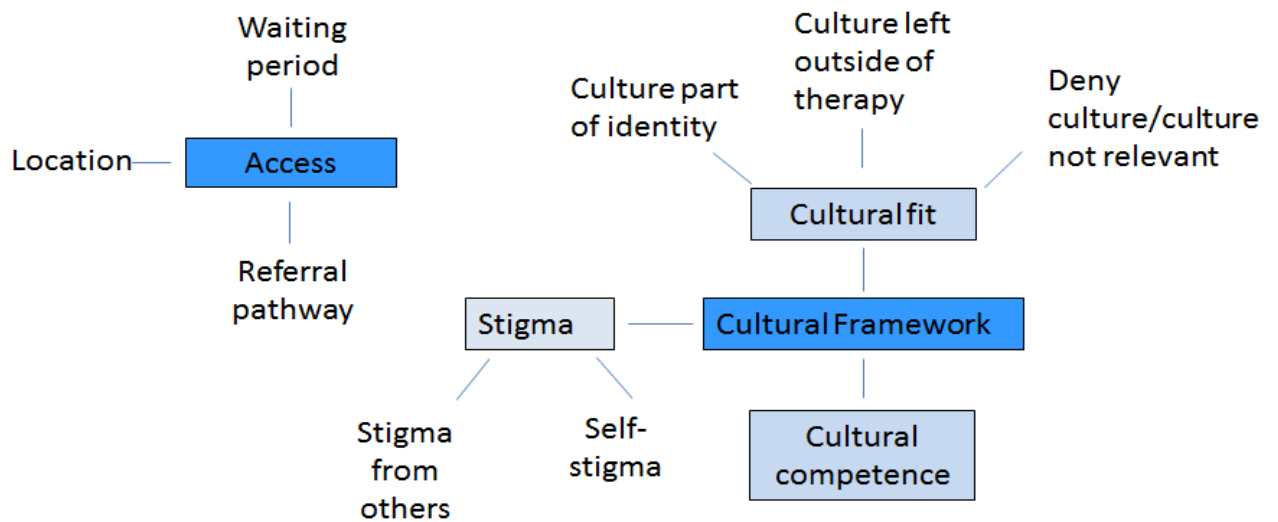 Waiting
period
Location
Access
Referral
pathway
Culture part
of identity
Culture left
outside of
therapy
Deny
culture/culture
not relevant
Cultural fit
Stigma
Cultural Framework
Stigma
from
others
Self-
stigma
Cultural
competence